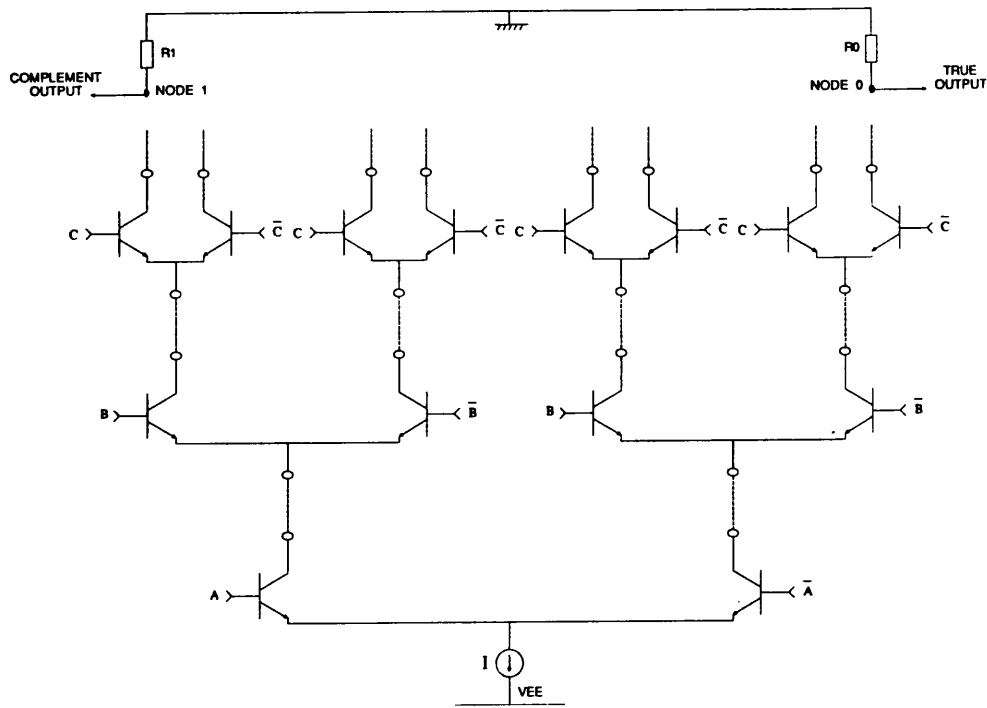 R1
R0
COMPLEMENT
OUTPUT
NODE 1
NODE 0
TRUE
OUTPUT
C C̅ C C̅ C C̅ C C̅
B B̅ B B̅
A A̅
I
VEE